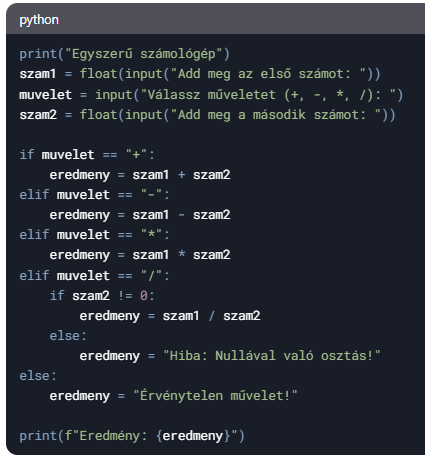 python
print("Egyszerű számológép")
szam1 = float(input("Add meg az első számot: "))
muvelet = input("Válassz műveletet (+, -, *, /): ")
szam2 = float(input("Add meg a második számot: "))

if muvelet == "+":
    eredmeny = szam1 + szam2
elif muvelet == "-":
    eredmeny = szam1 - szam2
elif muvelet == "*":
    eredmeny = szam1 * szam2
elif muvelet == "/":
    if szam2 != 0:
        eredmeny = szam1 / szam2
    else:
        eredmeny = "Hiba: Nullával való osztás!"
else:
    eredmeny = "Érvénytelen művelet!"

print(f"Eredmény: {eredmeny}")